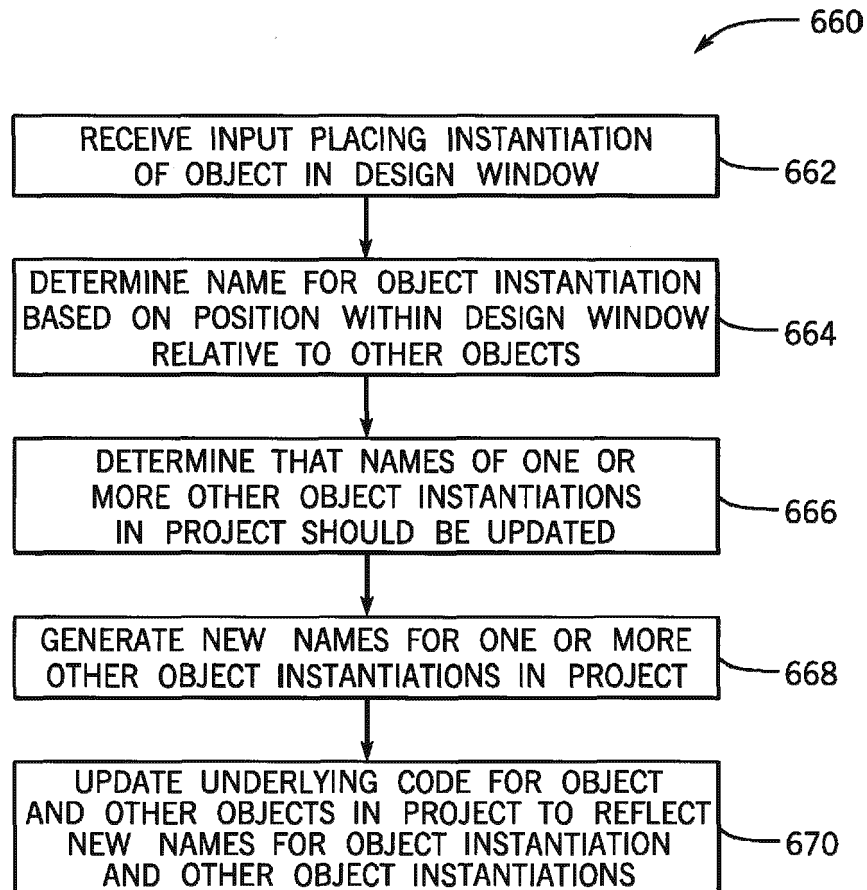 660
RECEIVE INPUT PLACING INSTANTIATION
OF OBJECT IN DESIGN WINDOW
662
DETERMINE NAME FOR OBJECT INSTANTIATION
BASED ON POSITION WITHIN DESIGN WINDOW
RELATIVE TO OTHER OBJECTS
664
DETERMINE THAT NAMES OF ONE OR
MORE OTHER OBJECT INSTANTIATIONS
IN PROJECT SHOULD BE UPDATED
666
GENERATE NEW NAMES FOR ONE OR MORE
OTHER OBJECT INSTANTIATIONS IN PROJECT
668
UPDATE UNDERLYING CODE FOR OBJECT
AND OTHER OBJECTS IN PROJECT TO REFLECT
NEW NAMES FOR OBJECT INSTANTIATION
AND OTHER OBJECT INSTANTIATIONS
670